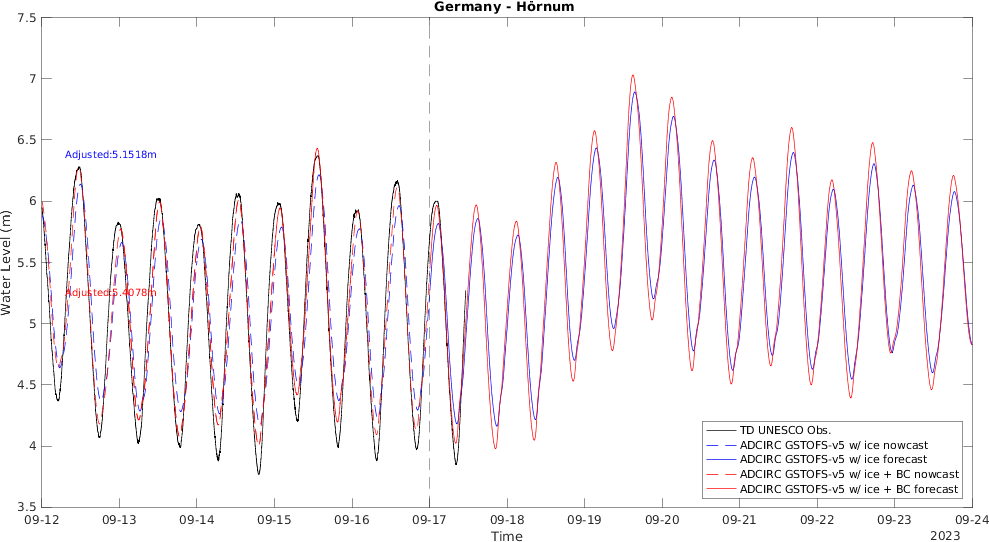 Germany - Hörnum
7.5
7
6.5
6
5.5
5
4.5
4
3.5
Water Level (m)
Adjusted:5.1518m
Adjusted:5.4078m
TD UNESCO Obs.
ADCIRC GSTOFS-v5 w/ ice nowcast
ADCIRC GSTOFS-v5 w/ ice forecast
ADCIRC GSTOFS-v5 w/ ice + BC nowcast
ADCIRC GSTOFS-v5 w/ ice + BC forecast
09-12 09-13 09-14 09-15 09-16 09-17 09-18 09-19 09-20 09-21 09-22 09-23 09-24
Time
2023